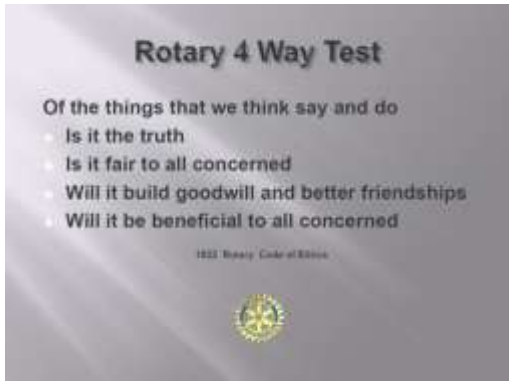 Rotary 4 Way Test
Of the things that we think say and do
Is it the truth
Is it fair to all concerned
Will it build goodwill and better friendships
Will it be beneficial to all concerned
Rotary Code of Ethics